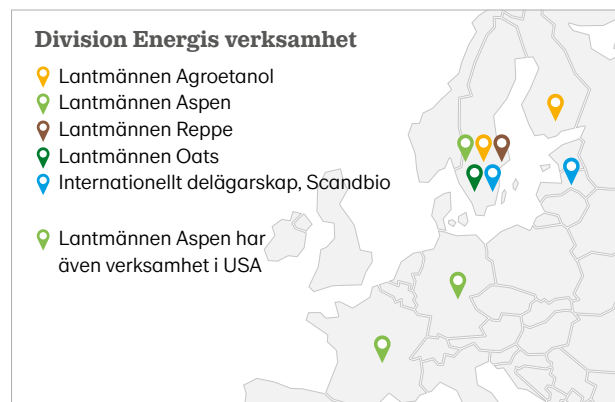 Division Energis verksamhet
Lantmännen Agroetanol
Lantmännen Aspen
Lantmännen Reppe
Lantmännen Oats
Internationellt delägarskap, Scandbio
Lantmännen Aspen har
även verksamhet i USA